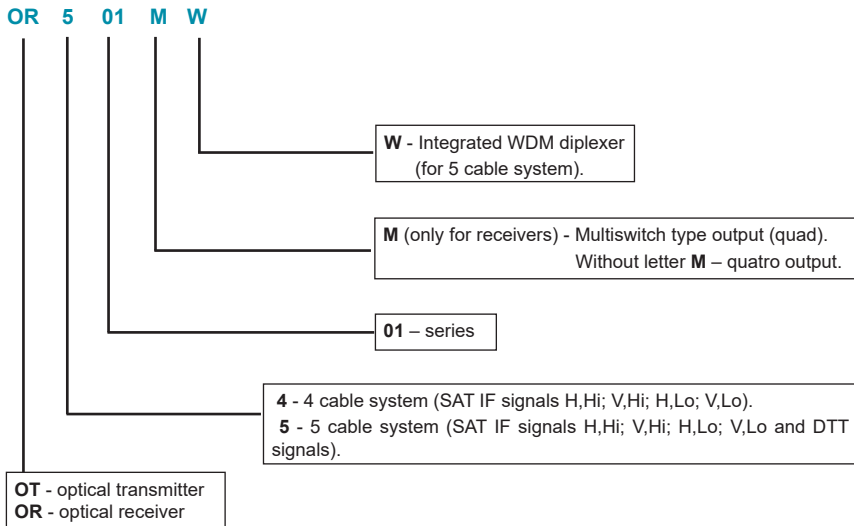 OR 5 01 M W
W - Integrated WDM diplexer
(for 5 cable system).
M (only for receivers) - Multiswitch type output (quad).
Without letter M – quatro output.
01 – series
4 - 4 cable system (SAT IF signals H,Hi; V,Hi; H,Lo; V,Lo).
5 - 5 cable system (SAT IF signals H,Hi; V,Hi; H,Lo; V,Lo and DTT
signals).
OT - optical transmitter
OR - optical receiver